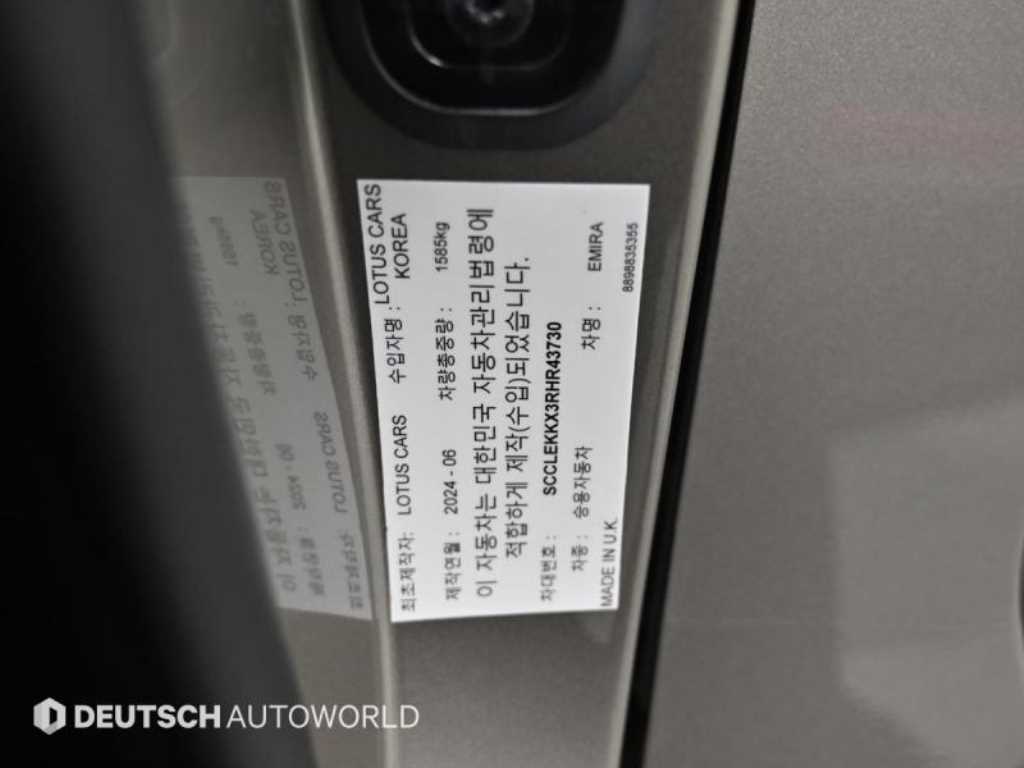 최초제작자: LOTUS CARS 수입자명 : LOTUS CARS KOREA
제작연월 : 2024 - 06 차량총중량 : 1585kg
이 자동차는 대한민국 자동차관리법령에
적합하게 제작(수입)되었습니다.
차대번호 : SCCLEKKX3RHR43730
차종 : 승용자동차 차명 : EMIRA
MADE IN U.K. 8898835355
DEUTSCH AUTOWORLD